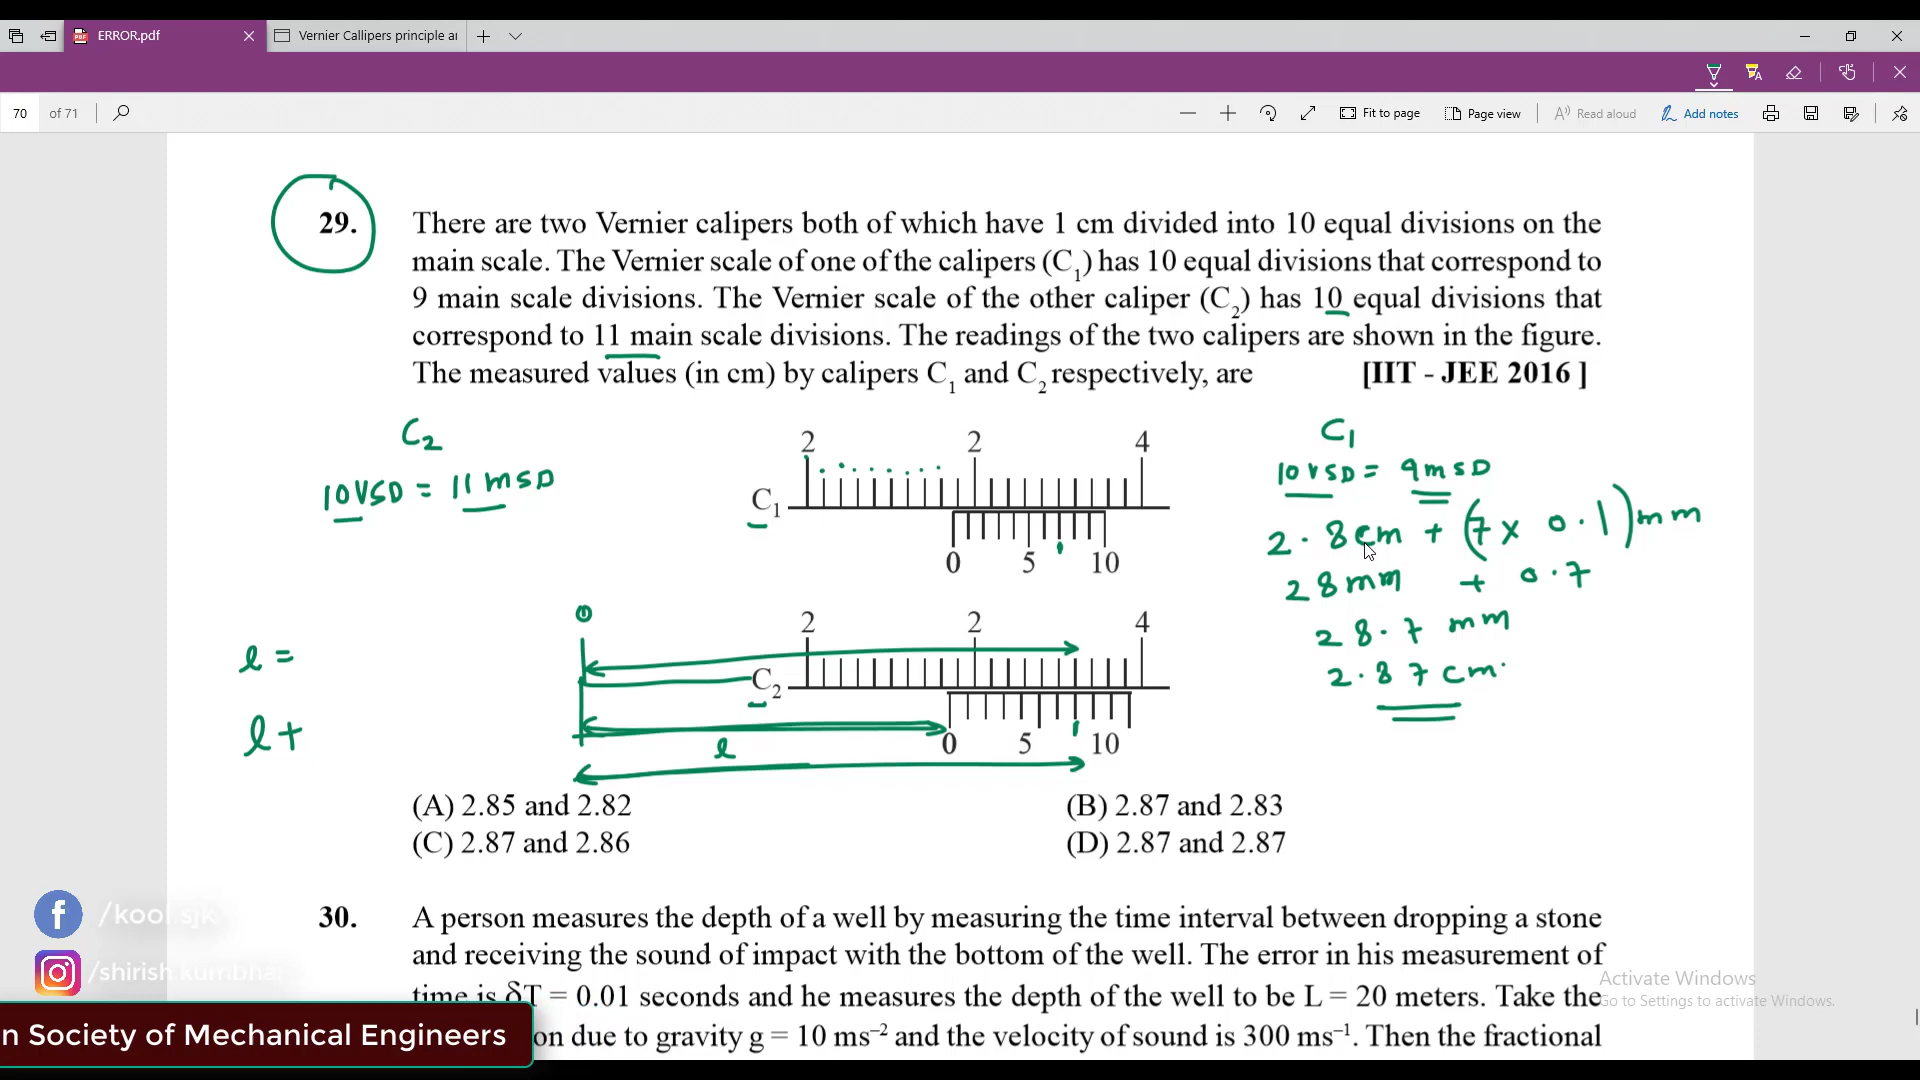 ERROR.pdf
Vernier Callipers principle ar
70 of 71
Fit to page
Page view
Read aloud
Add notes
29. There are two Vernier calipers both of which have 1 cm divided into 10 equal divisions on the
main scale. The Vernier scale of one of the calipers (C₁) has 10 equal divisions that correspond to
9 main scale divisions. The Vernier scale of the other caliper (C₂) has 10 equal divisions that
correspond to 11 main scale divisions. The readings of the two calipers are shown in the figure.
The measured values (in cm) by calipers C₁ and C₂ respectively, are [IIT - JEE 2016 ]
C₂
10VSD = 11 MSD
2 2 4
C₁
0 5 10
C₁
10VSD = 9MSD
2.8cm + (7 x 0.1)mm
28mm + 0.7
28.7 mm
2.87 cm.
0
2 2 4
C₂
0 5 10
l
l =
l +
(A) 2.85 and 2.82 (B) 2.87 and 2.83
(C) 2.87 and 2.86 (D) 2.87 and 2.87
30. A person measures the depth of a well by measuring the time interval between dropping a stone
and receiving the sound of impact with the bottom of the well. The error in his measurement of
time is δT = 0.01 seconds and he measures the depth of the well to be L = 20 meters. Take the
on due to gravity g = 10 ms⁻² and the velocity of sound is 300 ms⁻¹. Then the fractional
/kool.sjk
/shirish.kumbha
n Society of Mechanical Engineers
Activate Windows
Go to Settings to activate Windows.